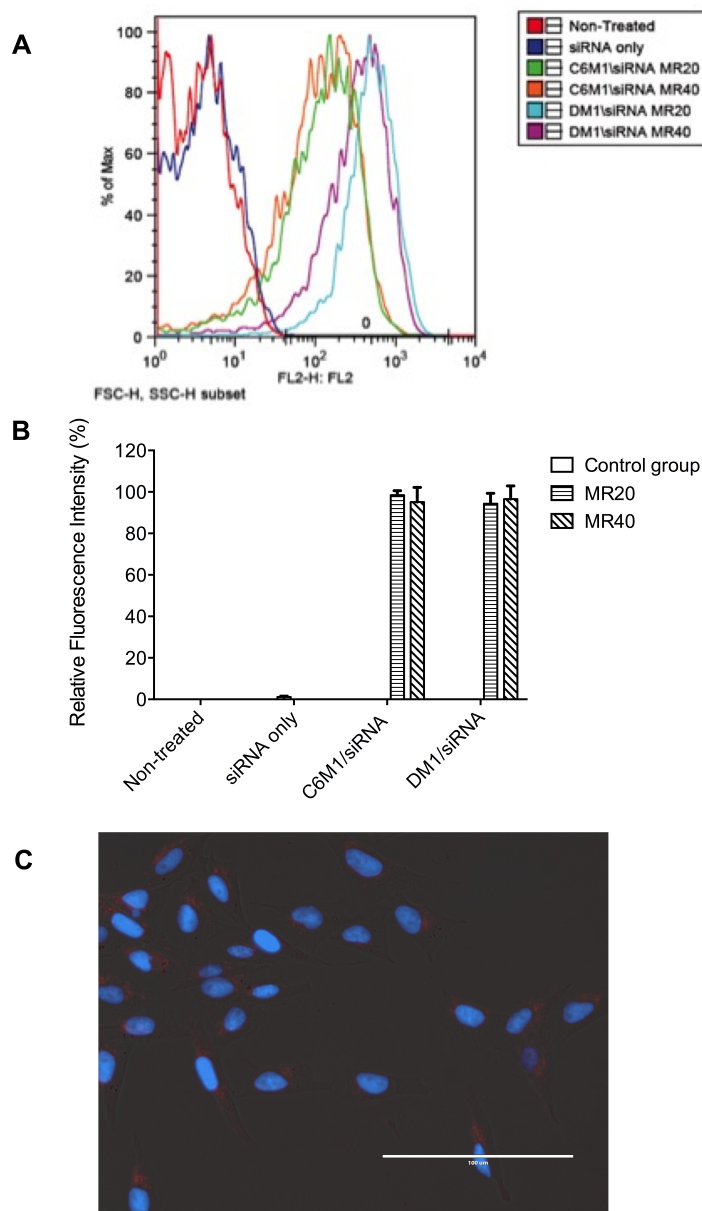 A
Non-Treated
siRNA only
C6M1\siRNA MR20
C6M1\siRNA MR40
DM1\siRNA MR20
DM1\siRNA MR40
% of Max
100
80
60
40
20
0
0
10^0
10^1
10^2
10^3
10^4
FL2-H: FL2
FSC-H, SSC-H subset
B
Relative Fluorescence Intensity (%)
120
100
80
60
40
20
0
Control group
MR20
MR40
Non-treated
siRNA only
C6M1/siRNA
DM1/siRNA
C
100 um